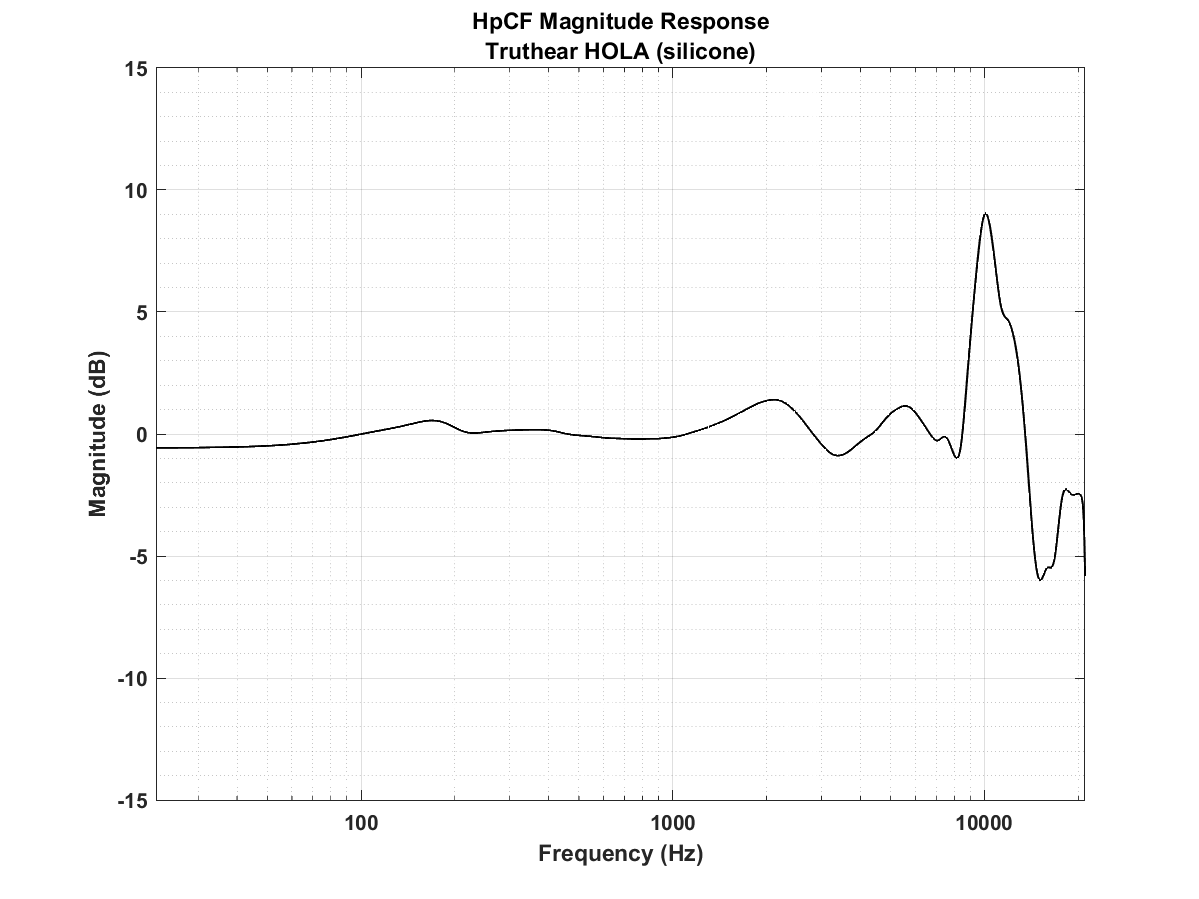 HpCF Magnitude Response
Truthear HOLA (silicone)
15
10
5
0
-5
-10
-15
Magnitude (dB)
100
1000
10000
Frequency (Hz)